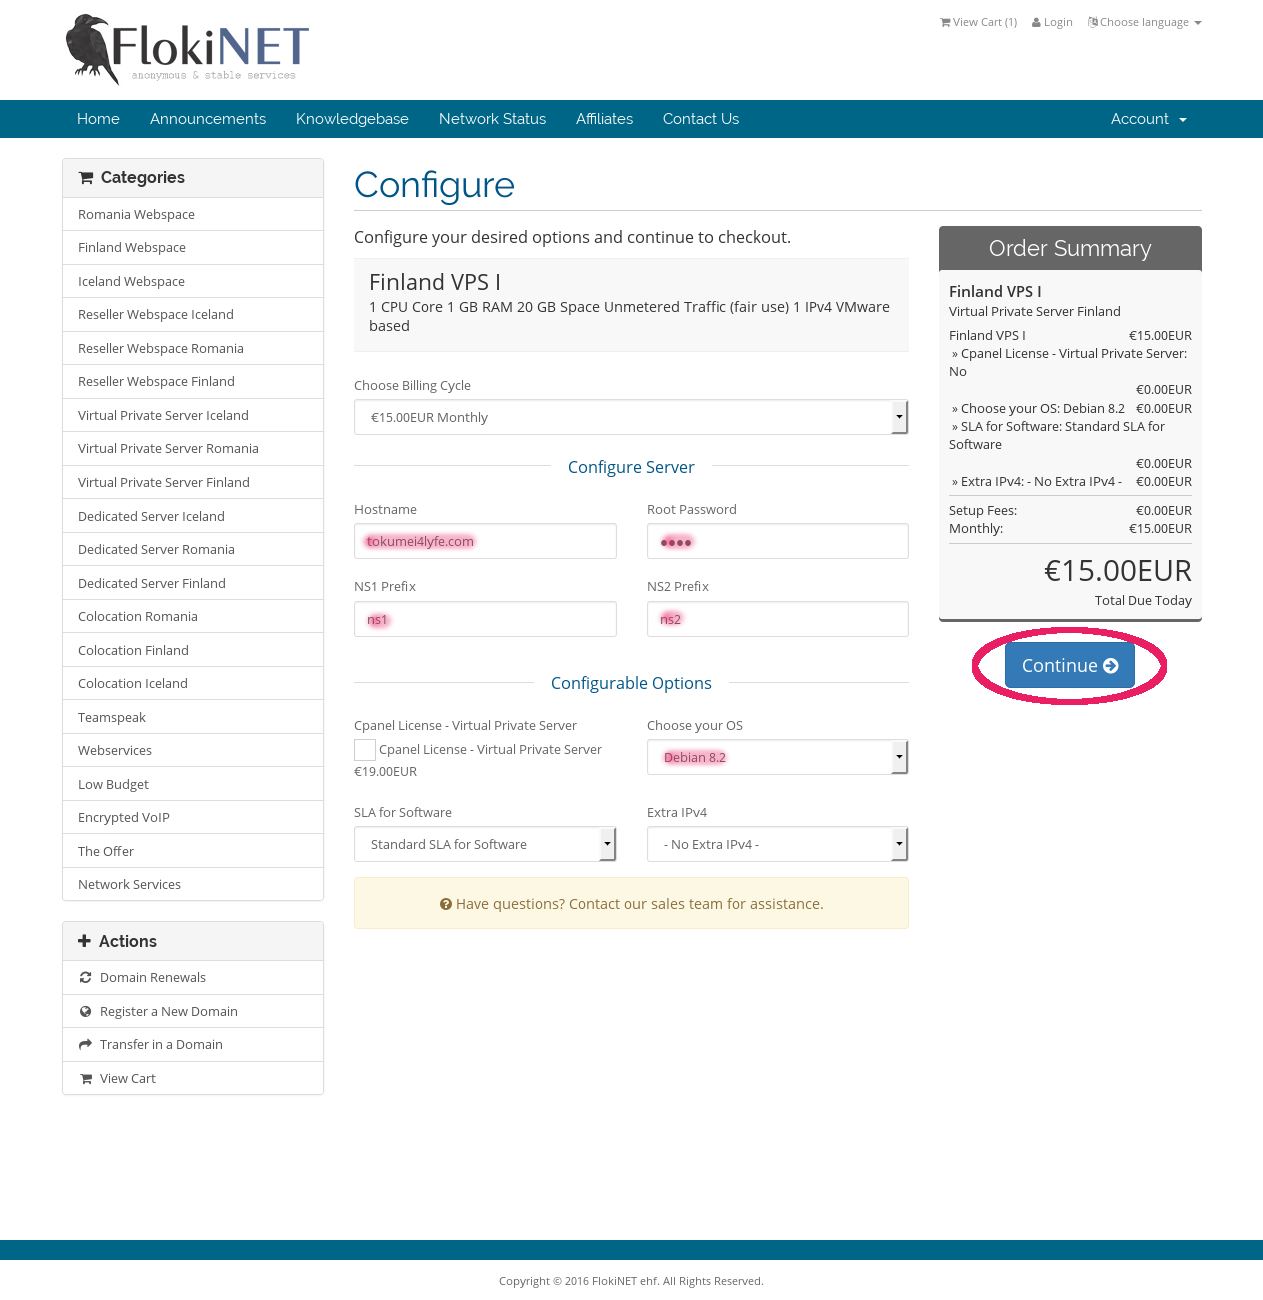 FlokiNET
anonymous & stable services
View Cart (1) Login Choose language
Home Announcements Knowledgebase Network Status Affiliates Contact Us Account
Categories
Romania Webspace
Finland Webspace
Iceland Webspace
Reseller Webspace Iceland
Reseller Webspace Romania
Reseller Webspace Finland
Virtual Private Server Iceland
Virtual Private Server Romania
Virtual Private Server Finland
Dedicated Server Iceland
Dedicated Server Romania
Dedicated Server Finland
Colocation Romania
Colocation Finland
Colocation Iceland
Teamspeak
Webservices
Low Budget
Encrypted VoIP
The Offer
Network Services
Actions
Domain Renewals
Register a New Domain
Transfer in a Domain
View Cart
Configure
Configure your desired options and continue to checkout.
Finland VPS I
1 CPU Core 1 GB RAM 20 GB Space Unmetered Traffic (fair use) 1 IPv4 VMware
based
Choose Billing Cycle
€15.00EUR Monthly
Configure Server
Hostname Root Password
tokumei4lyfe.com ●●●●
NS1 Prefix NS2 Prefix
ns1 ns2
Configurable Options
Cpanel License - Virtual Private Server
Cpanel License - Virtual Private Server
€19.00EUR
Choose your OS
Debian 8.2
SLA for Software Extra IPv4
Standard SLA for Software - No Extra IPv4 -
Have questions? Contact our sales team for assistance.
Order Summary
Finland VPS I
Virtual Private Server Finland
Finland VPS I €15.00EUR
» Cpanel License - Virtual Private Server:
No
€0.00EUR
» Choose your OS: Debian 8.2 €0.00EUR
» SLA for Software: Standard SLA for
Software
€0.00EUR
» Extra IPv4: - No Extra IPv4 - €0.00EUR
Setup Fees: €0.00EUR
Monthly: €15.00EUR
€15.00EUR
Total Due Today
Continue
Copyright © 2016 FlokiNET ehf. All Rights Reserved.